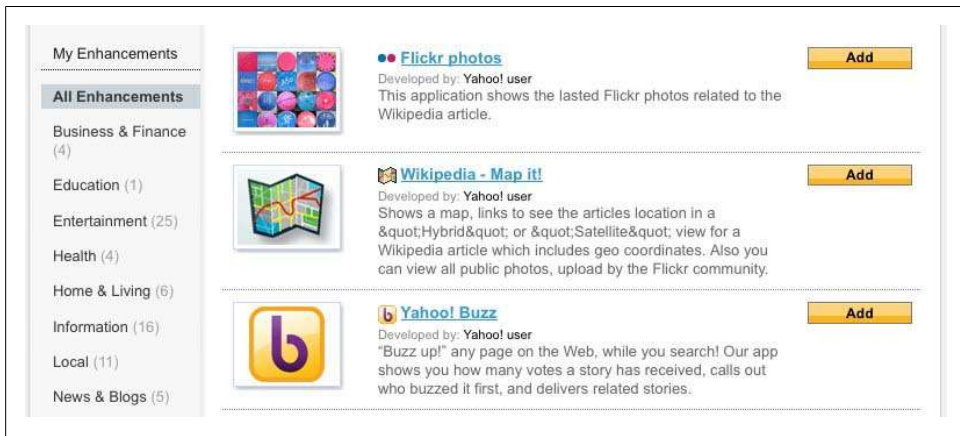 My Enhancements
All Enhancements
Business & Finance
(4)
Education (1)
Entertainment (25)
Health (4)
Home & Living (6)
Information (16)
Local (11)
News & Blogs (5)
Flickr photos
Developed by: Yahoo! user
This application shows the lasted Flickr photos related to the
Wikipedia article.
Add
Wikipedia - Map it!
Developed by: Yahoo! user
Shows a map, links to see the articles location in a
&quot;Hybrid&quot; or &quot;Satellite&quot; view for a
Wikipedia article which includes geo coordinates. Also you
can view all public photos, upload by the Flickr community.
Add
b
b Yahoo! Buzz
Developed by: Yahoo! user
“Buzz up!” any page on the Web, while you search! Our app
shows you how many votes a story has received, calls out
who buzzed it first, and delivers related stories.
Add